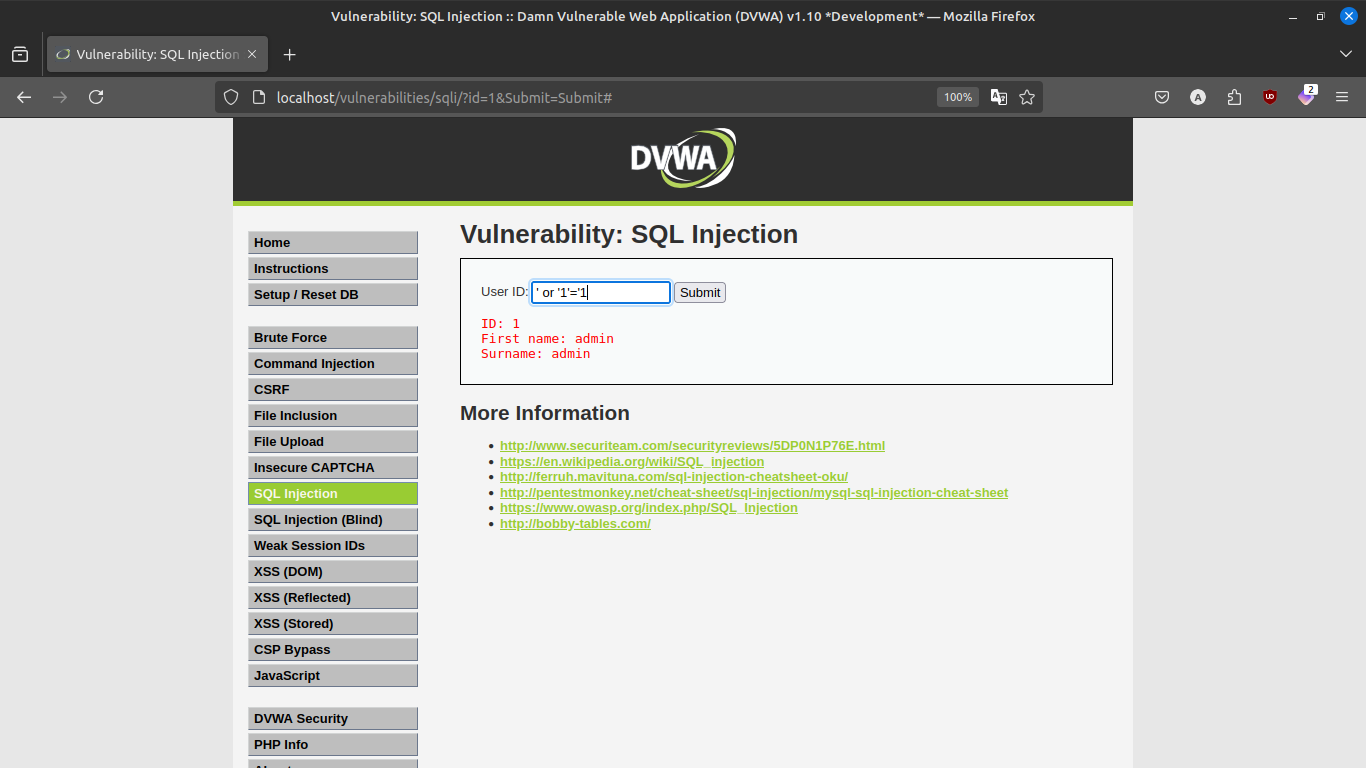 Vulnerability: SQL Injection :: Damn Vulnerable Web Application (DVWA) v1.10 *Development* — Mozilla Firefox
Vulnerability: SQL Injection
localhost/vulnerabilities/sqli/?id=1&Submit=Submit#
100%
A
2
DVWA
Home
Instructions
Setup / Reset DB
Brute Force
Command Injection
CSRF
File Inclusion
File Upload
Insecure CAPTCHA
SQL Injection
SQL Injection (Blind)
Weak Session IDs
XSS (DOM)
XSS (Reflected)
XSS (Stored)
CSP Bypass
JavaScript
DVWA Security
PHP Info
Vulnerability: SQL Injection
User ID: ' or '1'='1 Submit
ID: 1
First name: admin
Surname: admin
More Information
http://www.securiteam.com/securityreviews/5DP0N1P76E.html
https://en.wikipedia.org/wiki/SQL_injection
http://ferruh.mavituna.com/sql-injection-cheatsheet-oku/
http://pentestmonkey.net/cheat-sheet/sql-injection/mysql-sql-injection-cheat-sheet
https://www.owasp.org/index.php/SQL_Injection
http://bobby-tables.com/